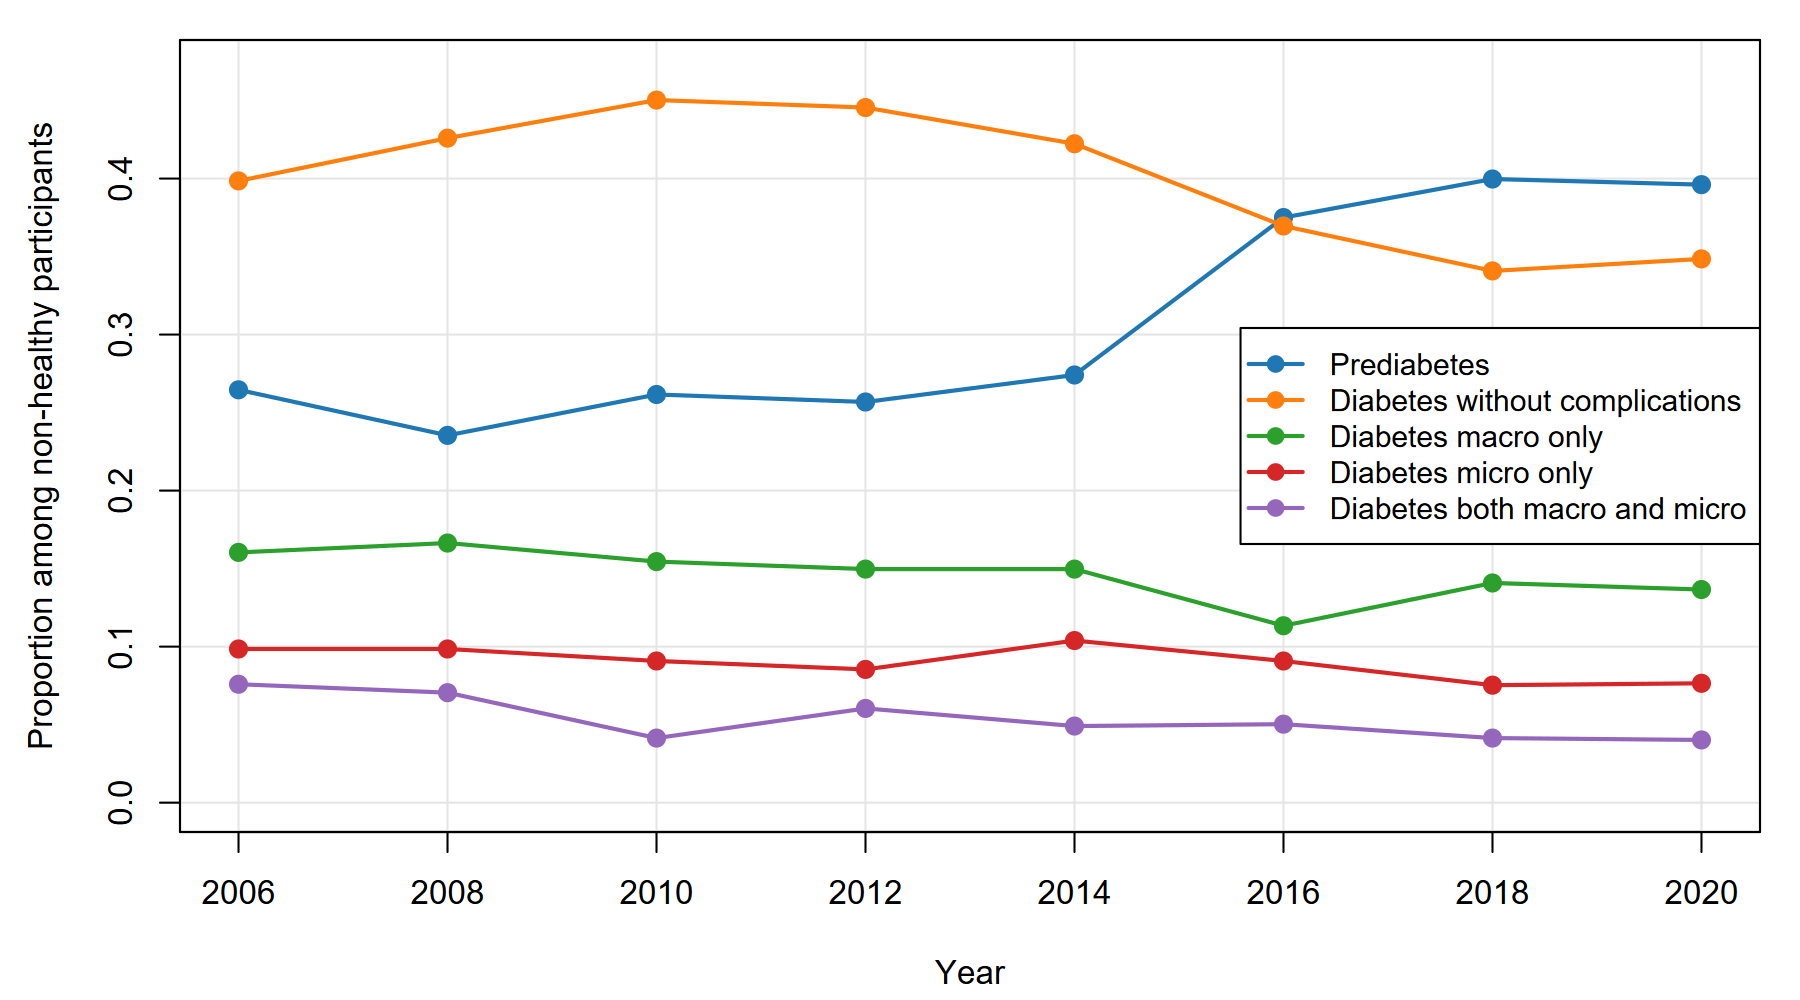 Proportion among non-healthy participants
0.4
0.3
0.2
0.1
0.0
Prediabetes
Diabetes without complications
Diabetes macro only
Diabetes micro only
Diabetes both macro and micro
2006 2008 2010 2012 2014 2016 2018 2020
Year